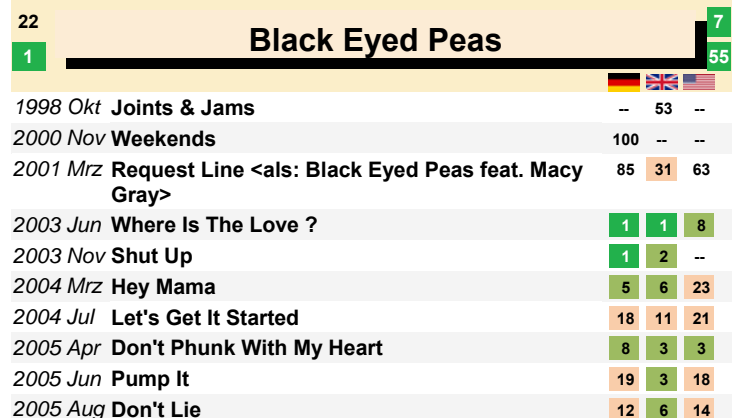 22
Black Eyed Peas
7
1
55
1998 Okt Joints & Jams -- 53 --
2000 Nov Weekends 100 -- --
2001 Mrz Request Line <als: Black Eyed Peas feat. Macy 85 31 63
Gray>
2003 Jun Where Is The Love ? 1 1 8
2003 Nov Shut Up 1 2 --
2004 Mrz Hey Mama 5 6 23
2004 Jul Let's Get It Started 18 11 21
2005 Apr Don't Phunk With My Heart 8 3 3
2005 Jun Pump It 19 3 18
2005 Aug Don't Lie 12 6 14